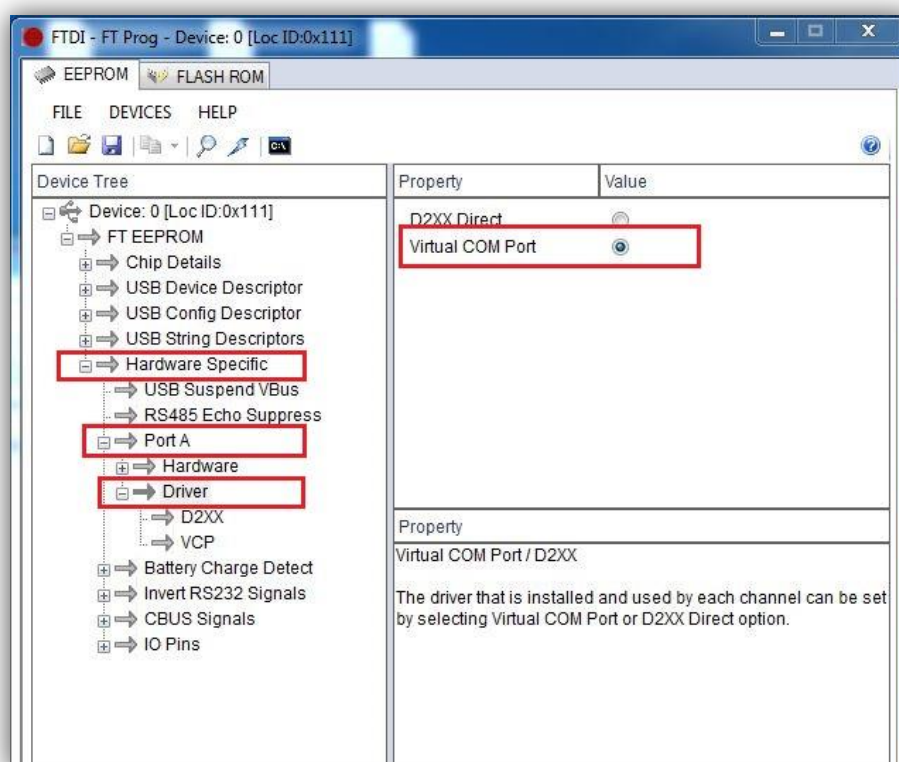 FTDI - FT Prog - Device: 0 [Loc ID:0x111]
EEPROM FLASH ROM
FILE DEVICES HELP
C:\
Device Tree
Property Value
Device: 0 [Loc ID:0x111]
FT EEPROM
Chip Details
USB Device Descriptor
USB Config Descriptor
USB String Descriptors
Hardware Specific
USB Suspend VBus
RS485 Echo Suppress
Port A
Hardware
Driver
D2XX
VCP
Battery Charge Detect
Invert RS232 Signals
CBUS Signals
IO Pins
D2XX Direct
Virtual COM Port
Property
Virtual COM Port / D2XX
The driver that is installed and used by each channel can be set
by selecting Virtual COM Port or D2XX Direct option.